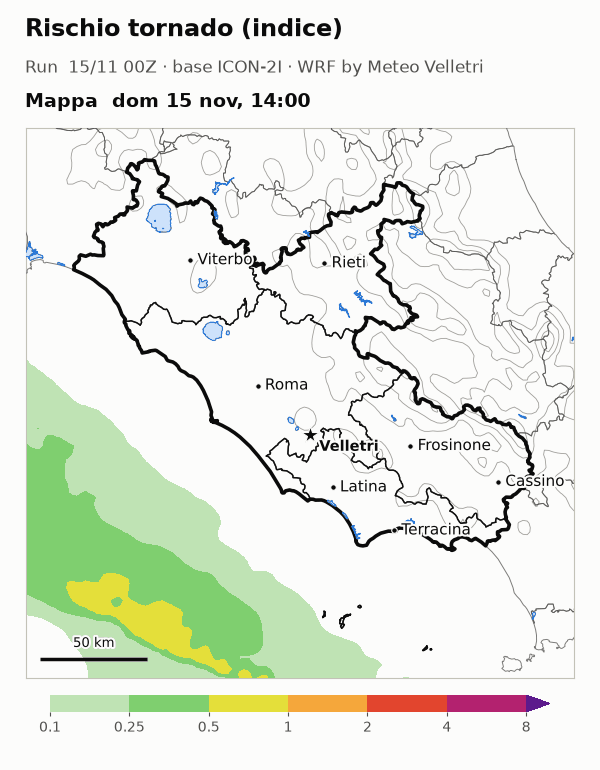 Rischio tornado (indice)
Run  15/11 00Z · base ICON-2I · WRF by Meteo Velletri
Mappa  dom 15 nov, 14:00
Viterbo
Rieti
Roma
Velletri
Frosinone
Latina
Cassino
Terracina
50 km
0.1 0.25 0.5 1 2 4 8